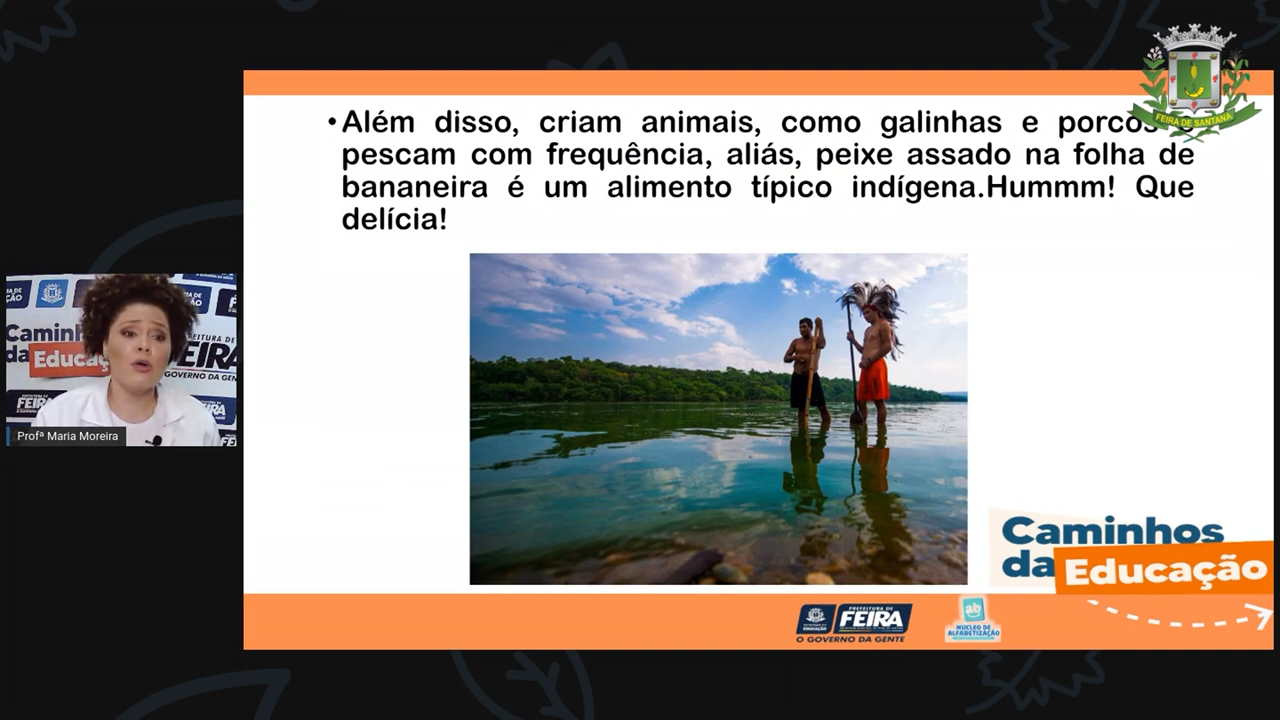 FEIRA DE SANTANA
•Além disso, criam animais, como galinhas e porcos e
pescam com frequência, aliás, peixe assado na folha de
bananeira é um alimento típico indígena.Hummm! Que
delícia!
Profª Maria Moreira
Caminhos
da Educação
PREFEITURA DE
FEIRA
EDUCAÇÃO
O GOVERNO DA GENTE
ab
NÚCLEO DE
ALFABETIZAÇÃO